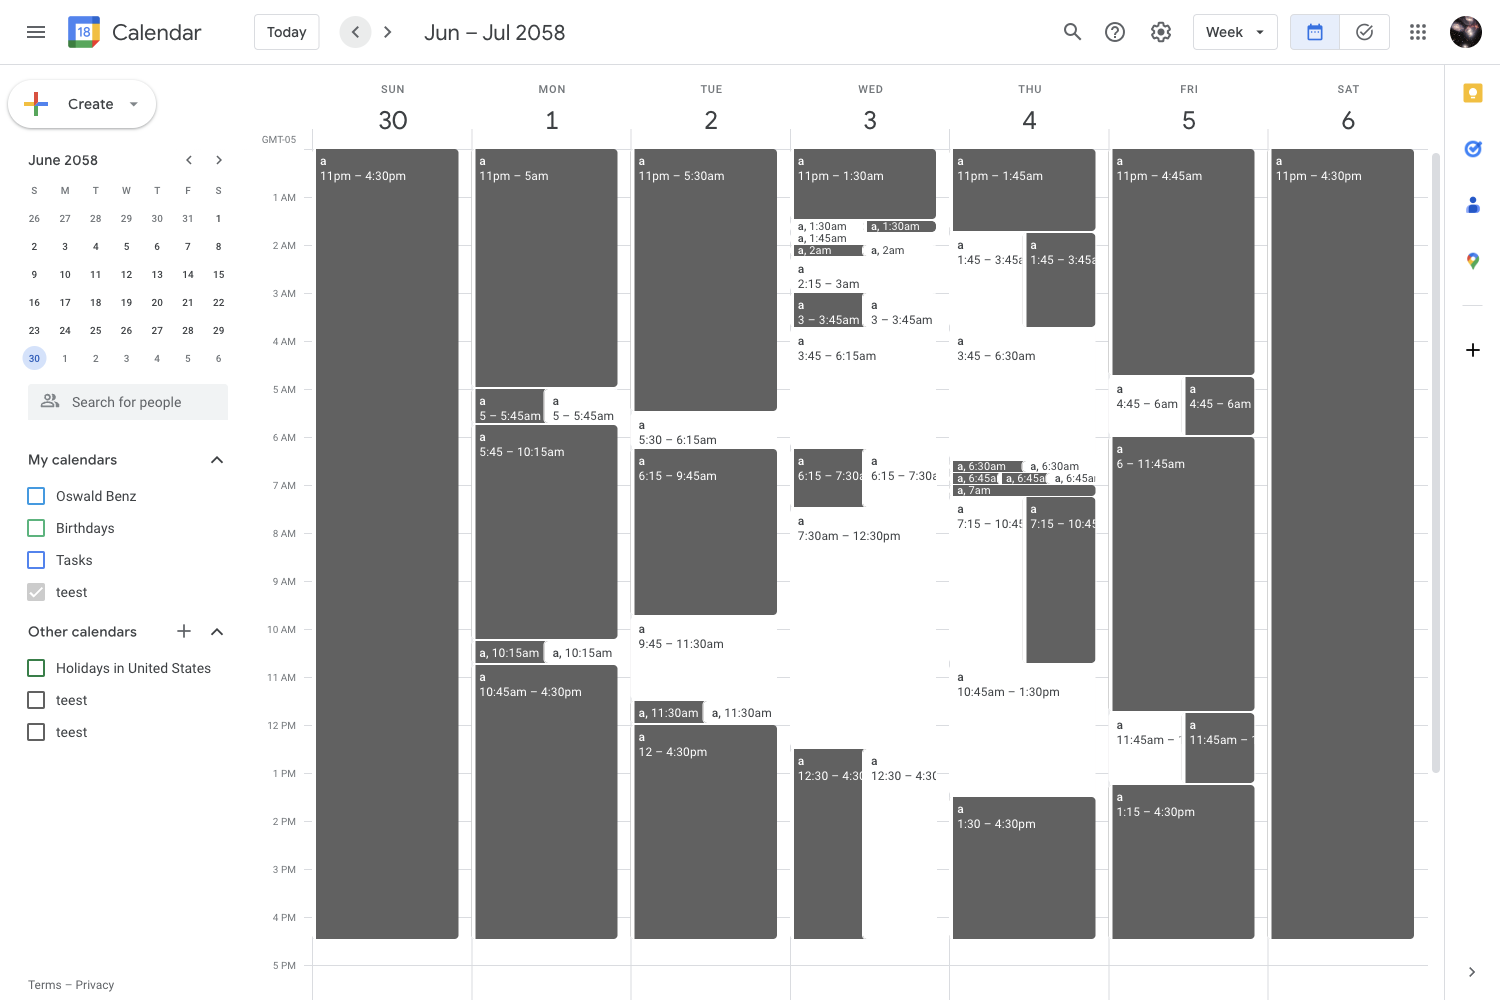 18 Calendar
Today
Jun – Jul 2058
Week
Create
June 2058
S M T W T F S
26 27 28 29 30 31 1
2 3 4 5 6 7 8
9 10 11 12 13 14 15
16 17 18 19 20 21 22
23 24 25 26 27 28 29
30 1 2 3 4 5 6
Search for people
My calendars
Oswald Benz
Birthdays
Tasks
teest
Other calendars
Holidays in United States
teest
teest
Terms – Privacy
GMT-05
1 AM
2 AM
3 AM
4 AM
5 AM
6 AM
7 AM
8 AM
9 AM
10 AM
11 AM
12 PM
1 PM
2 PM
3 PM
4 PM
5 PM
SUN
30
a
11pm – 4:30pm
MON
1
a
11pm – 5am
a
5 – 5:45am
a
5 – 5:45am
a
5:45 – 10:15am
a, 10:15am
a, 10:15am
a
10:45am – 4:30pm
TUE
2
a
11pm – 5:30am
a
5:30 – 6:15am
a
6:15 – 9:45am
a
9:45 – 11:30am
a, 11:30am
a, 11:30am
a
12 – 4:30pm
WED
3
a
11pm – 1:30am
a, 1:30am
a, 1:30am
a, 1:45am
a, 2am
a, 2am
a
2:15 – 3am
a
3 – 3:45am
a
3 – 3:45am
a
3:45 – 6:15am
a
6:15 – 7:30a
a
6:15 – 7:30a
a
7:30am – 12:30pm
a
12:30 – 4:30
a
12:30 – 4:30
THU
4
a
11pm – 1:45am
a
1:45 – 3:45a
a
1:45 – 3:45a
a
3:45 – 6:30am
a, 6:30am
a, 6:30am
a, 6:45a
a, 6:45a
a, 6:45a
a, 7am
a
7:15 – 10:45
a
7:15 – 10:45
a
10:45am – 1:30pm
a
1:30 – 4:30pm
FRI
5
a
11pm – 4:45am
a
4:45 – 6am
a
4:45 – 6am
a
6 – 11:45am
a
11:45am –
a
11:45am –
a
1:15 – 4:30pm
SAT
6
a
11pm – 4:30pm